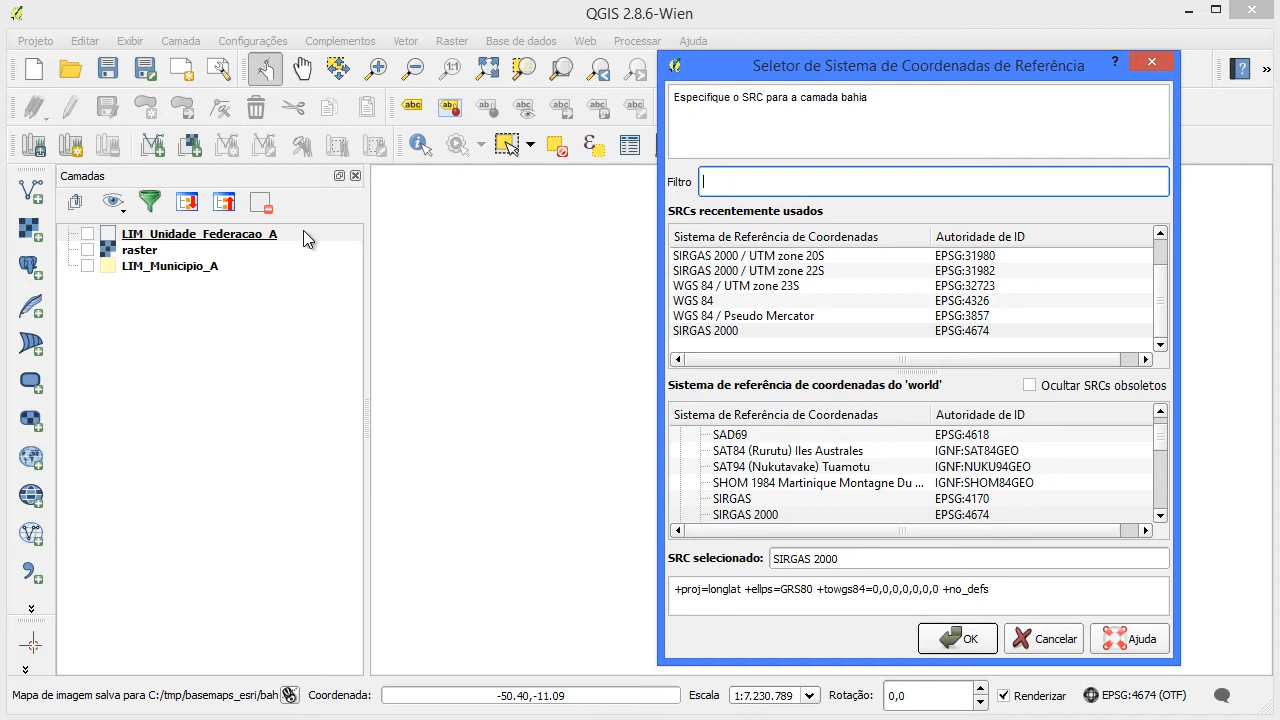 QGIS 2.8.6-Wien
Projeto Editar Exibir Camada Configurações Complementos Vetor Raster Base de dados Web Processar Ajuda
Seletor de Sistema de Coordenadas de Referência
?
Especifique o SRC para a camada bahia
Filtro
SRCs recentemente usados
Sistema de Referência de Coordenadas Autoridade de ID
SIRGAS 2000 / UTM zone 20S EPSG:31980
SIRGAS 2000 / UTM zone 22S EPSG:31982
WGS 84 / UTM zone 23S EPSG:32723
WGS 84 EPSG:4326
WGS 84 / Pseudo Mercator EPSG:3857
SIRGAS 2000 EPSG:4674
Sistema de referência de coordenadas do 'world' Ocultar SRCs obsoletos
Sistema de Referência de Coordenadas Autoridade de ID
SAD69 EPSG:4618
SAT84 (Rurutu) Iles Australes IGNF:SAT84GEO
SAT94 (Nukutavake) Tuamotu IGNF:NUKU94GEO
SHOM 1984 Martinique Montagne Du ... IGNF:SHOM84GEO
SIRGAS EPSG:4170
SIRGAS 2000 EPSG:4674
SRC selecionado: SIRGAS 2000
+proj=longlat +ellps=GRS80 +towgs84=0,0,0,0,0,0,0 +no_defs
OK Cancelar Ajuda
1:1
abc abc ab ab abc abc abc
ε
Camadas
LIM_Unidade_Federacao_A
raster
LIM_Municipio_A
Mapa de imagem salva para C:/tmp/basemaps_esri/bah Coordenada: -50.40,-11.09 Escala 1:7.230.789 Rotação: 0,0 Renderizar EPSG:4674 (OTF)